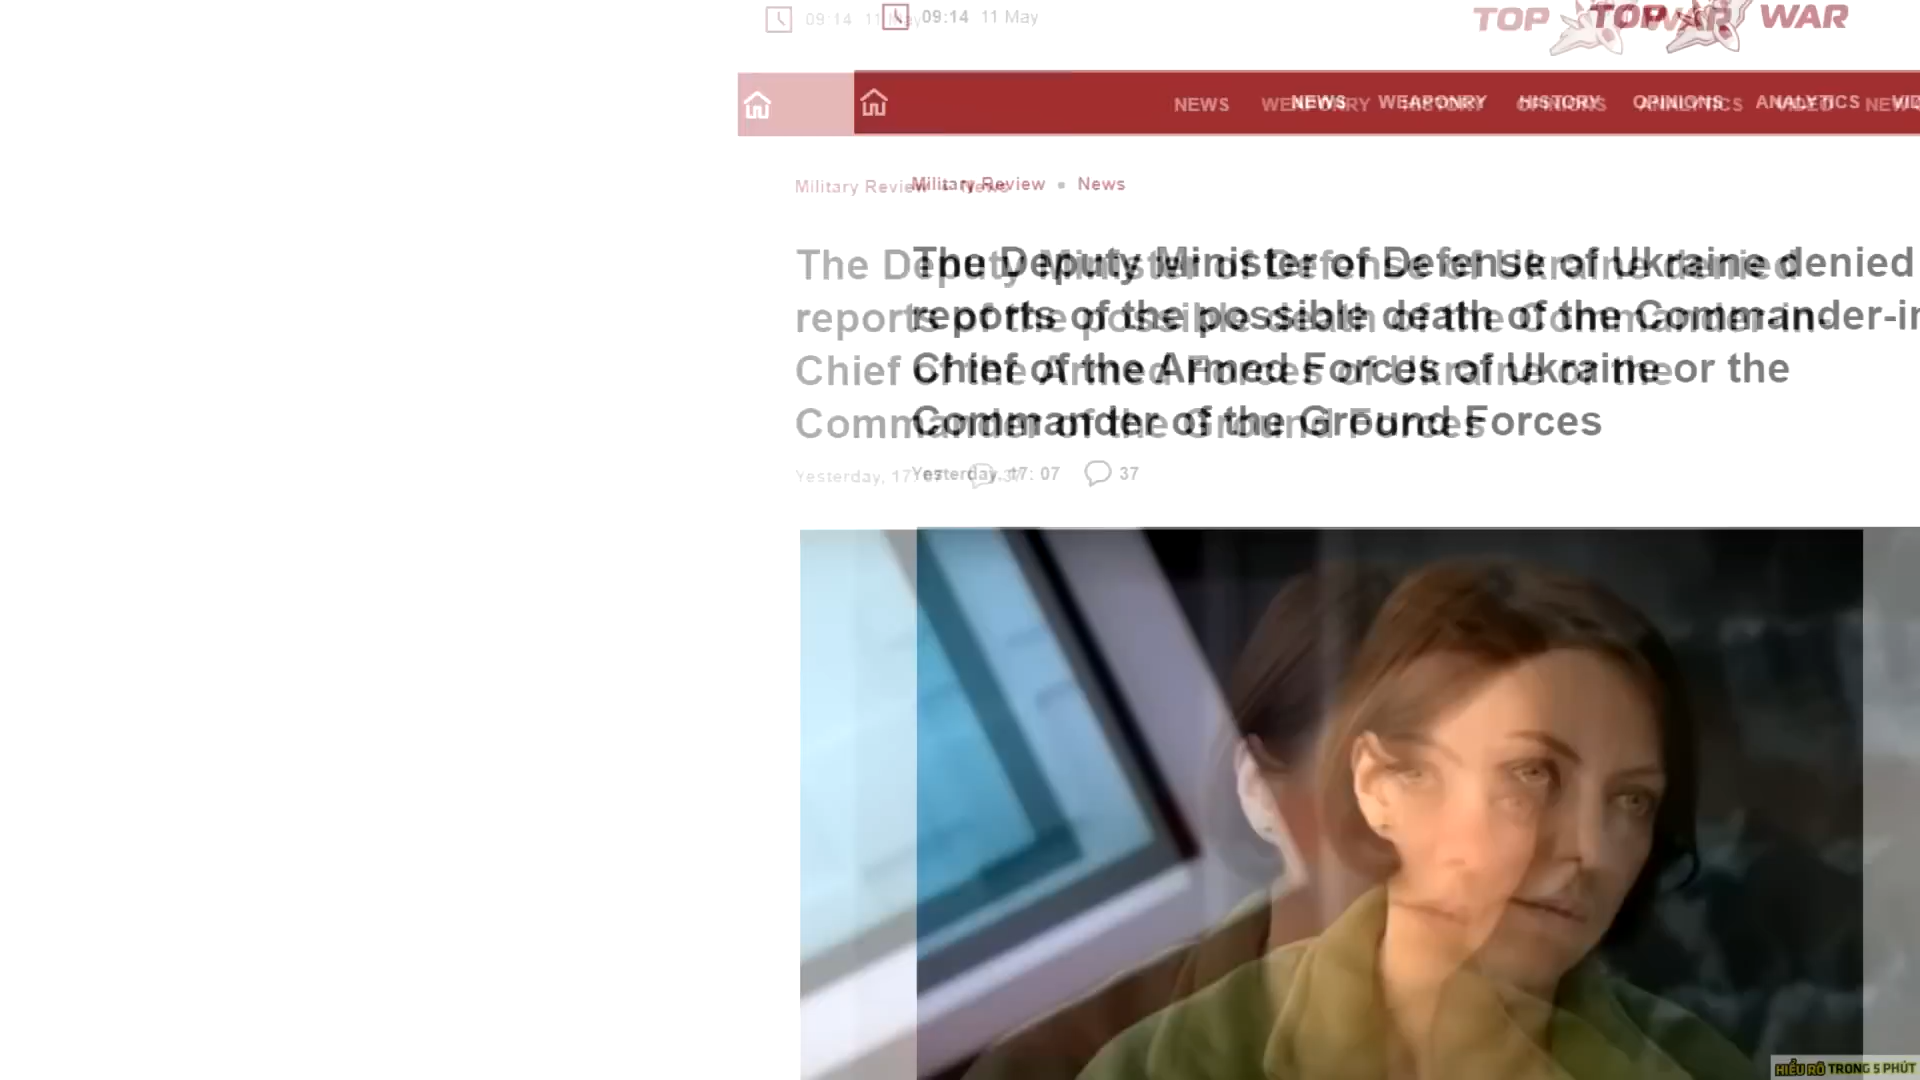 09:14 11 May
TOP WAR
NEWS WEAPONRY HISTORY OPINIONS ANALYTICS
Military Review News
The Deputy Minister of Defense of Ukraine denied
reports of the possible death of the Commander-in-
Chief of the Armed Forces of Ukraine or the
Commander of the Ground Forces
Yesterday, 17:07 37
HIỂU RÕ TRONG 5 PHÚT